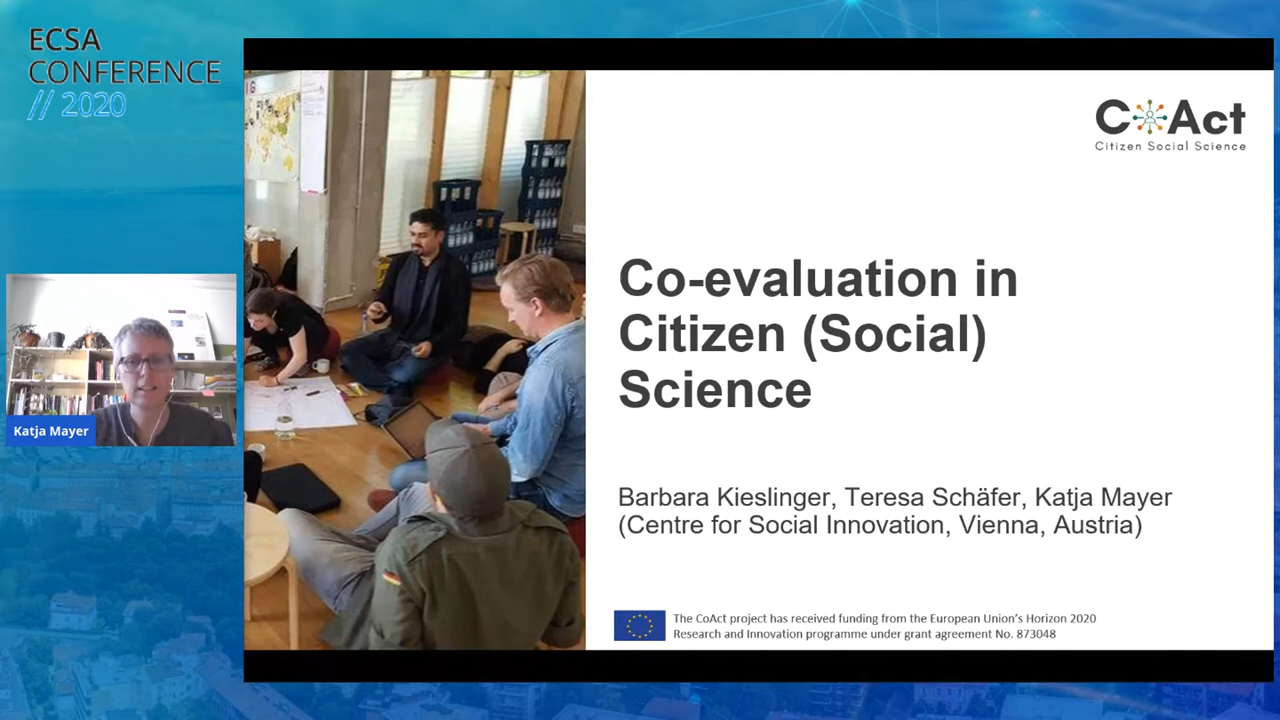 ECSA
CONFERENCE
// 2020
Katja Mayer
C Act
Citizen Social Science
Co-evaluation in
Citizen (Social)
Science
Barbara Kieslinger, Teresa Schäfer, Katja Mayer
(Centre for Social Innovation, Vienna, Austria)
The CoAct project has received funding from the European Union's Horizon 2020
Research and Innovation programme under grant agreement No. 873048